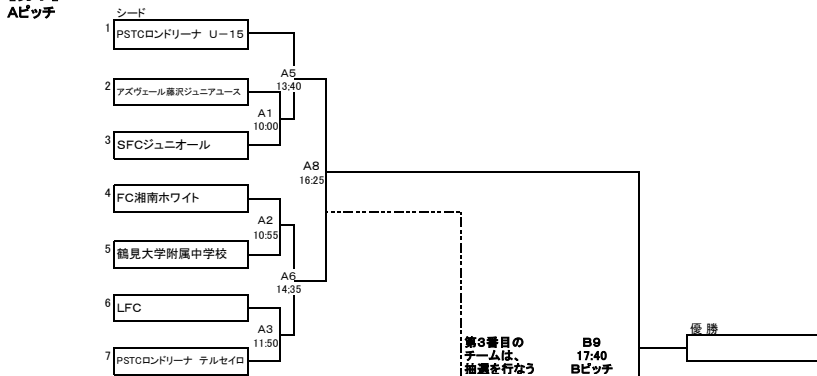 Aピッチ
シード
1 PSTCロンドリーナ U－15
A5
13:40
2 アズヴェール藤沢ジュニアユース
A1
10:00
3 SFCジュニオール
A8
16:25
4 FC湘南ホワイト
A2
10:55
5 鶴見大学附属中学校
A6
14:35
6 LFC
A3
11:50
7 PSTCロンドリーナ テルセイロ
第3番目の
チームは、
抽選を行なう
B9
17:40
Bピッチ
優 勝